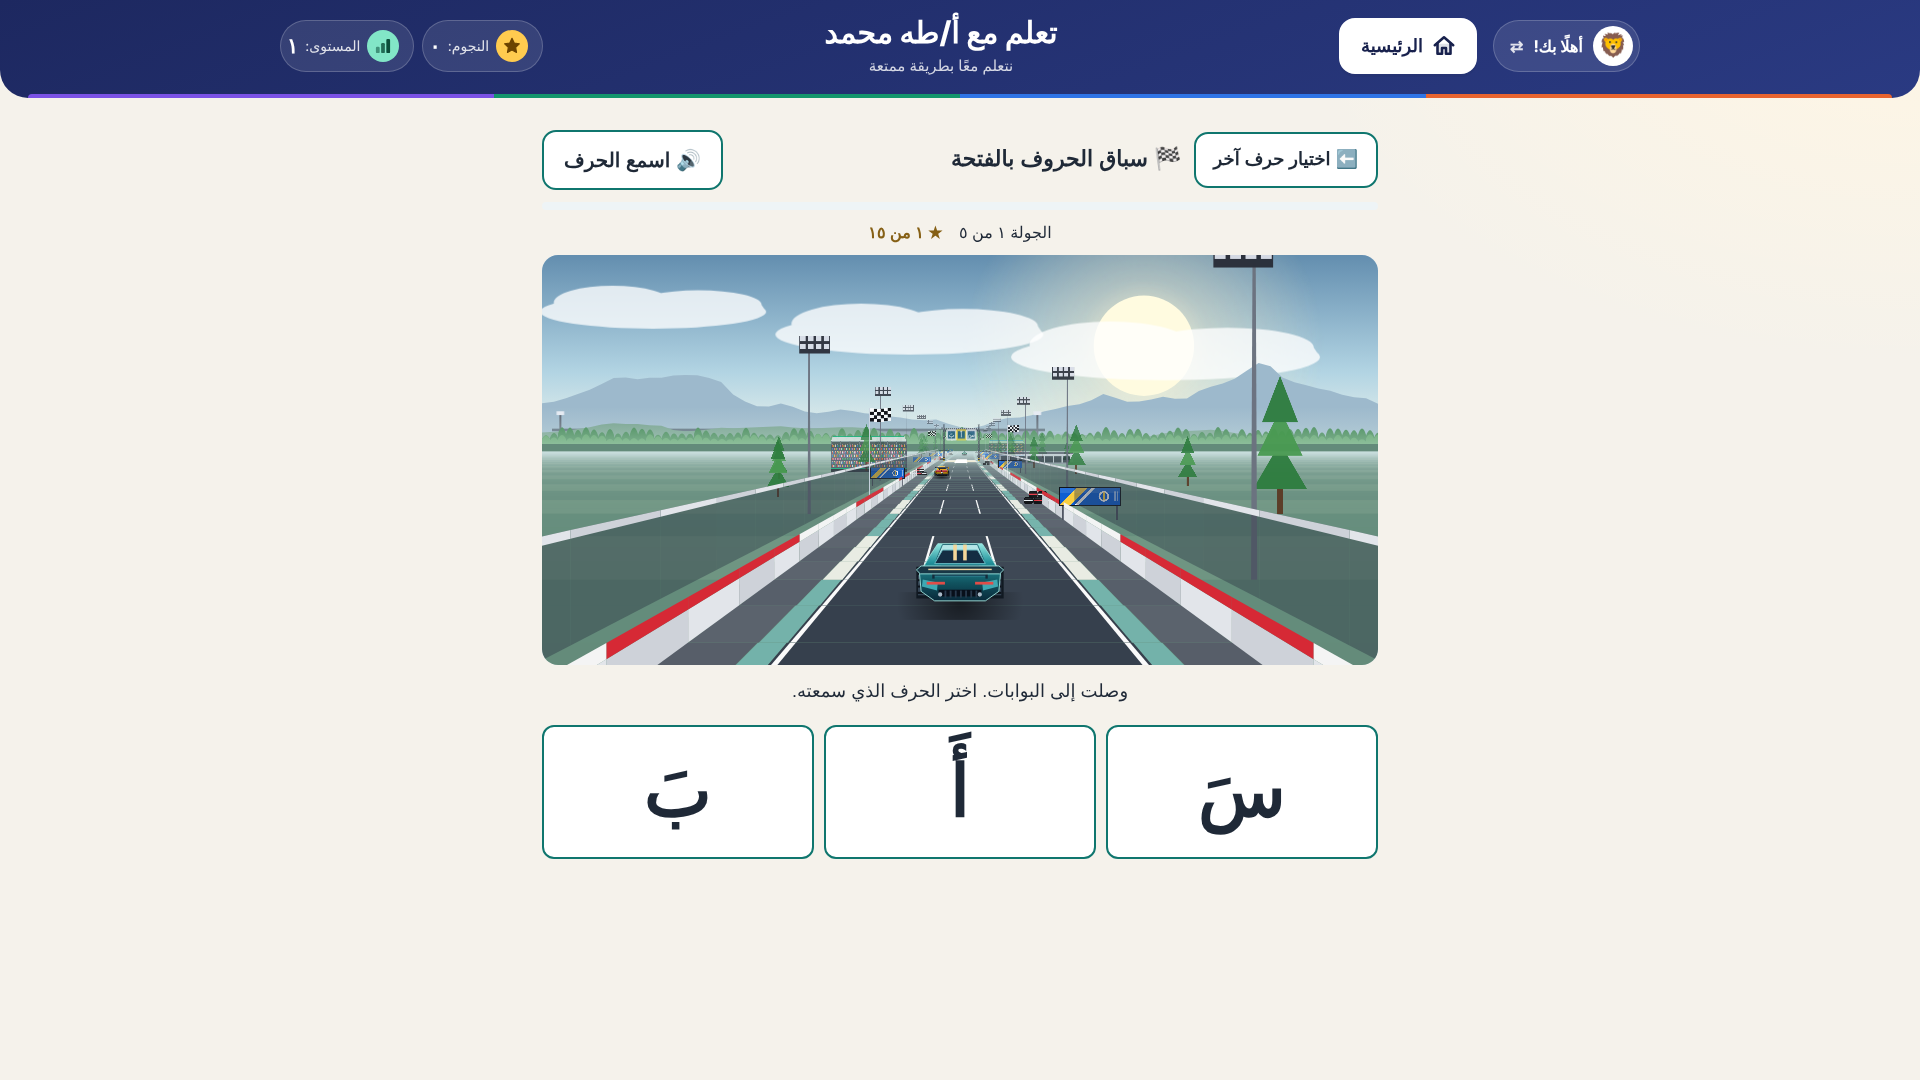 أهلًا بك! ⇄
الرئيسية
تعلم مع أ/طه محمد
نتعلم معًا بطريقة ممتعة
النجوم: ٠
المستوى: ١
⬅️ اختيار حرف آخر
🏁 سباق الحروف بالفتحة
🔊 اسمع الحرف
الجولة ١ من ٥ ★ ١ من ١٥
وصلت إلى البوابات. اختر الحرف الذي سمعته.
سَ
أَ
بَ